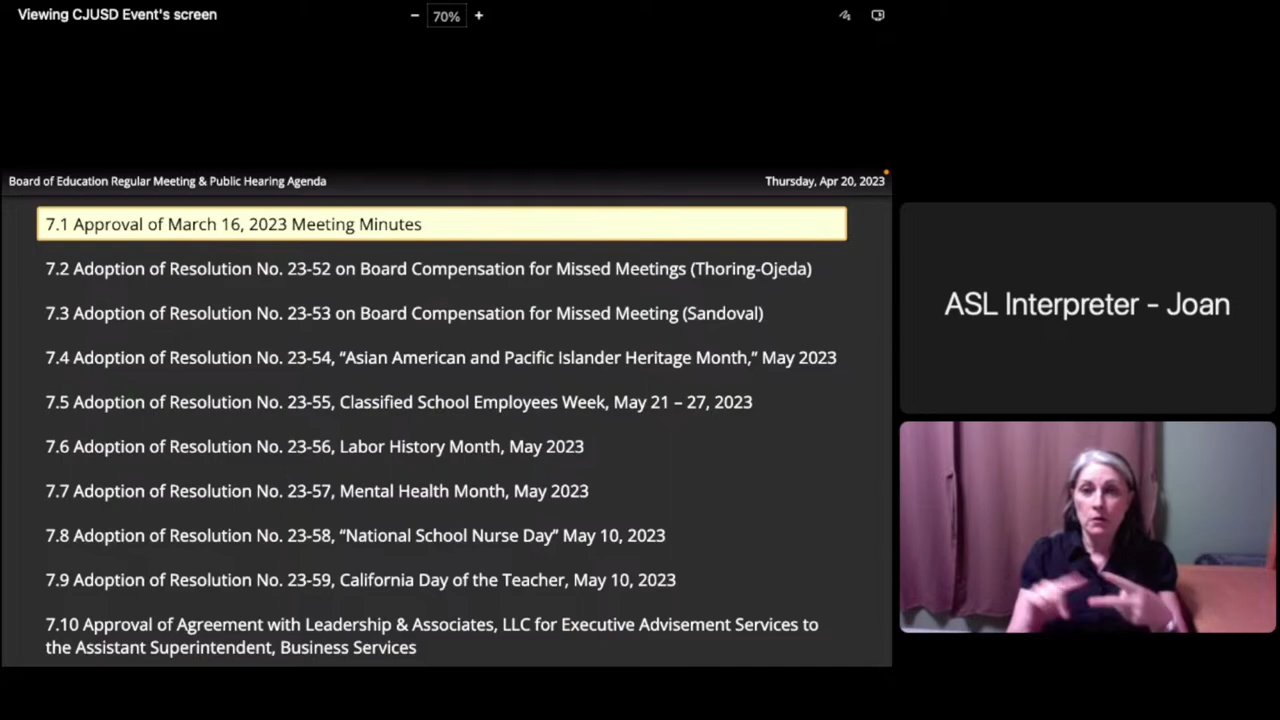 Viewing CJUSD Event's screen
− 70% +
Board of Education Regular Meeting & Public Hearing Agenda
Thursday, Apr 20, 2023
7.1 Approval of March 16, 2023 Meeting Minutes
7.2 Adoption of Resolution No. 23-52 on Board Compensation for Missed Meetings (Thoring-Ojeda)
7.3 Adoption of Resolution No. 23-53 on Board Compensation for Missed Meeting (Sandoval)
7.4 Adoption of Resolution No. 23-54, “Asian American and Pacific Islander Heritage Month,” May 2023
7.5 Adoption of Resolution No. 23-55, Classified School Employees Week, May 21 – 27, 2023
7.6 Adoption of Resolution No. 23-56, Labor History Month, May 2023
7.7 Adoption of Resolution No. 23-57, Mental Health Month, May 2023
7.8 Adoption of Resolution No. 23-58, “National School Nurse Day” May 10, 2023
7.9 Adoption of Resolution No. 23-59, California Day of the Teacher, May 10, 2023
7.10 Approval of Agreement with Leadership & Associates, LLC for Executive Advisement Services to
the Assistant Superintendent, Business Services
ASL Interpreter - Joan